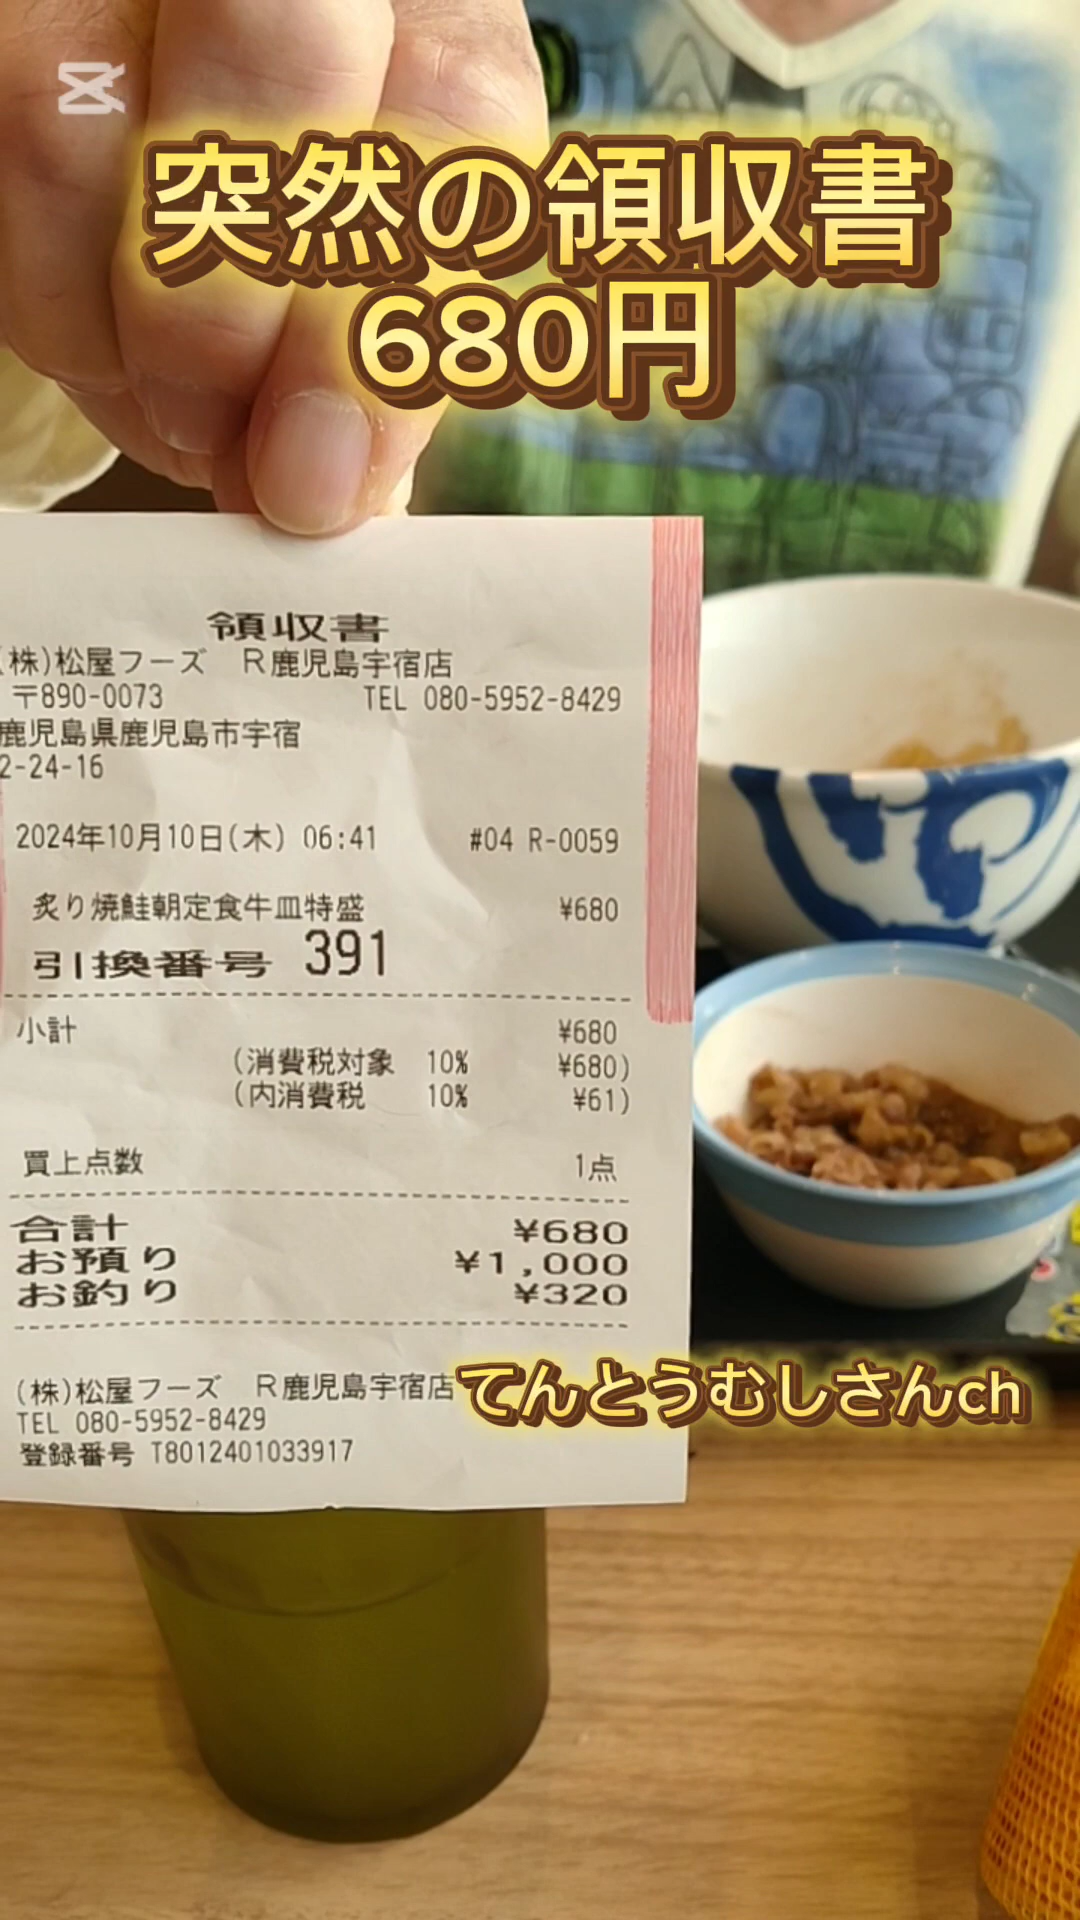 突然の領収書
680円
領収書
(株)松屋フーズ R鹿児島宇宿店
〒890-0073 TEL 080-5952-8429
鹿児島県鹿児島市宇宿
2-24-16
2024年10月10日(木) 06:41 #04 R-0059
炙り焼鮭朝定食牛皿特盛 ¥680
引換番号 391
小計 ¥680
(消費税対象 10% ¥680)
(内消費税 10% ¥61)
買上点数 1点
合計 ¥680
お預り ¥1,000
お釣り ¥320
(株)松屋フーズ R鹿児島宇宿店
てんとうむしさんch
TEL 080-5952-8429
登録番号 T8012401033917